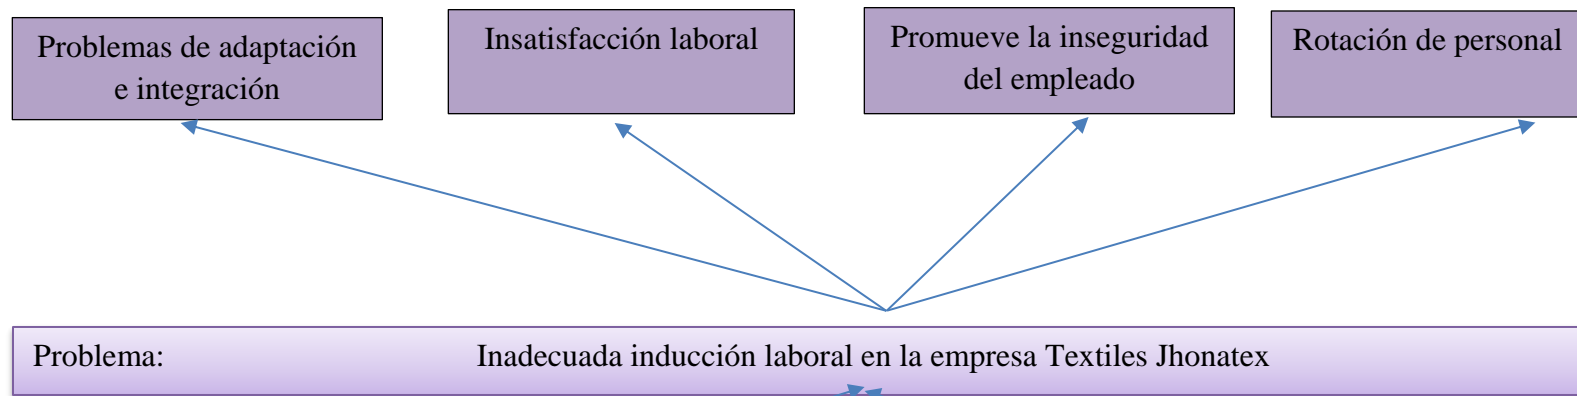 Problemas de adaptación
e integración
Insatisfacción laboral
Promueve la inseguridad
del empleado
Rotación de personal
Problema: Inadecuada inducción laboral en la empresa Textiles Jhonatex